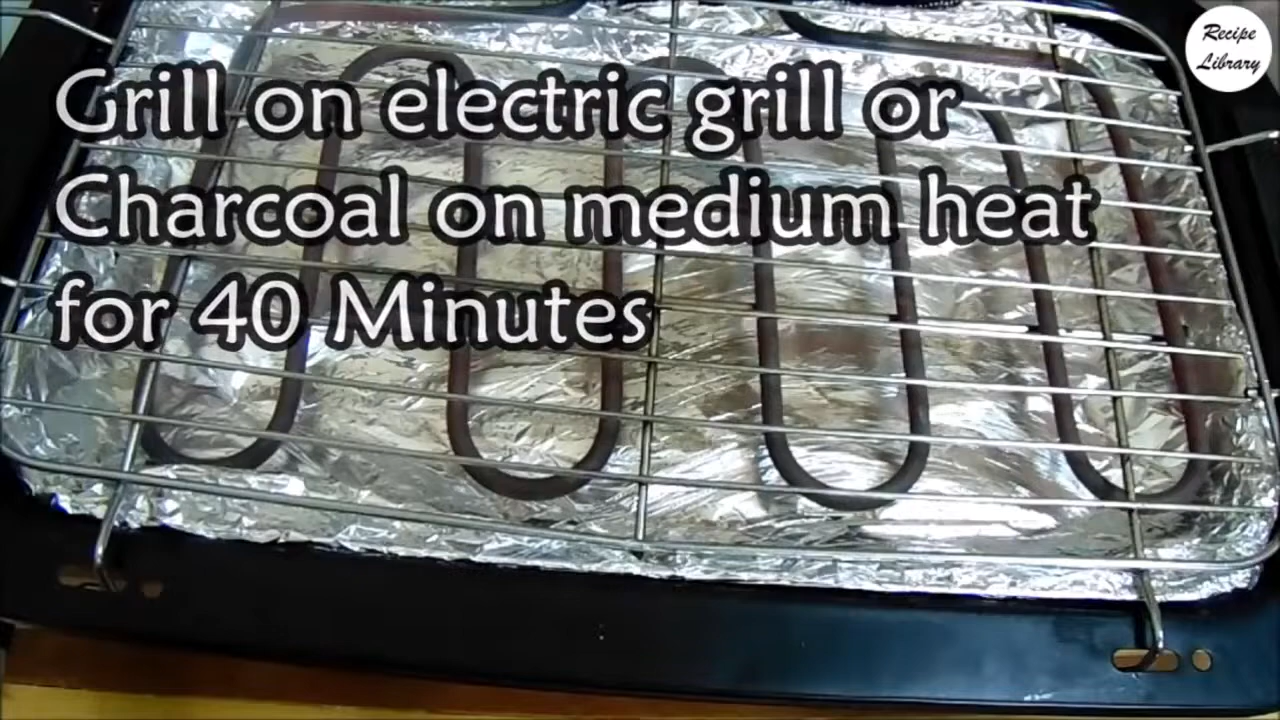 Recipe
Library
Grill on electric grill or
Charcoal on medium heat
for 40 Minutes